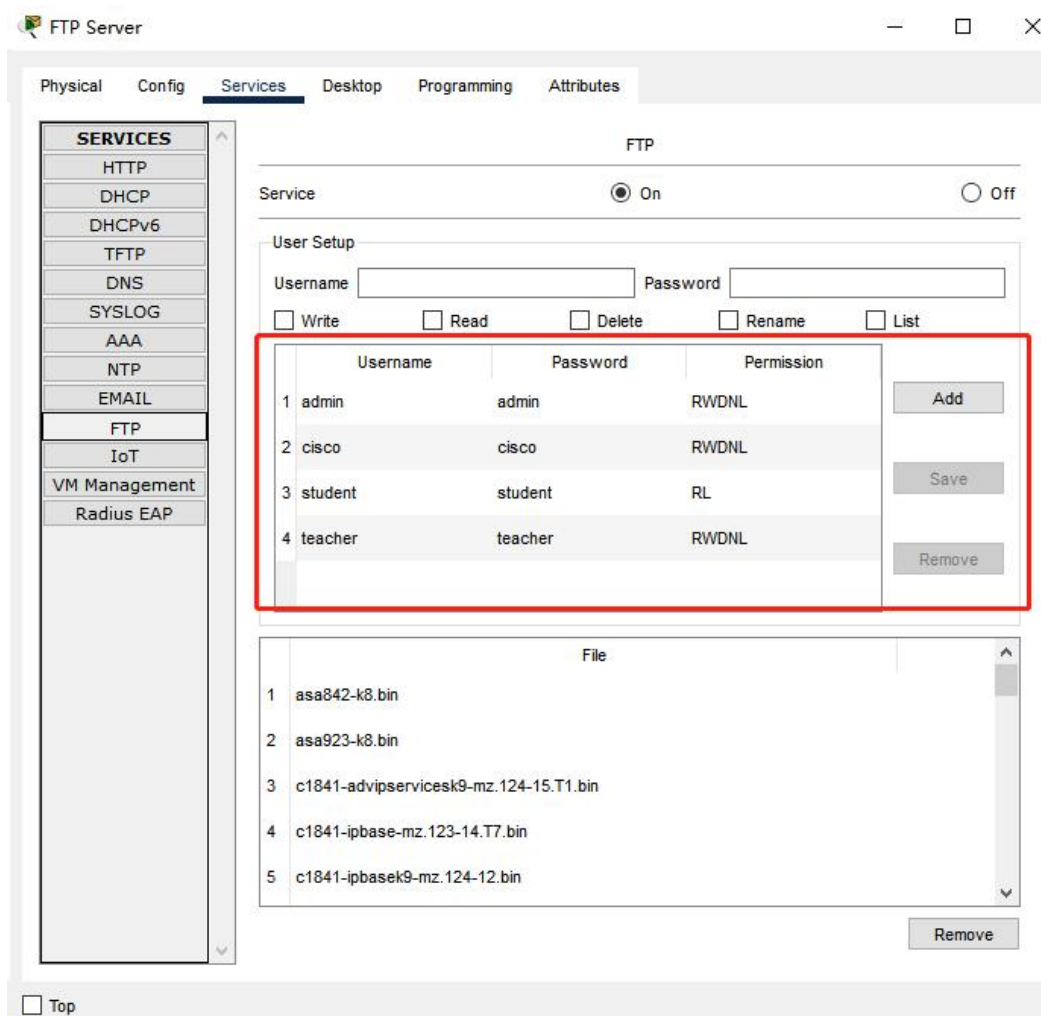 FTP Server
Physical Config Services Desktop Programming Attributes
SERVICES
HTTP
DHCP
DHCPv6
TFTP
DNS
SYSLOG
AAA
NTP
EMAIL
FTP
IoT
VM Management
Radius EAP
FTP
Service On Off
User Setup
Username Password
Write Read Delete Rename List
Username Password Permission
1 admin admin RWDNL
2 cisco cisco RWDNL
3 student student RL
4 teacher teacher RWDNL
Add
Save
Remove
File
1 asa842-k8.bin
2 asa923-k8.bin
3 c1841-advipservicesk9-mz.124-15.T1.bin
4 c1841-ipbase-mz.123-14.T7.bin
5 c1841-ipbasek9-mz.124-12.bin
Remove
Top